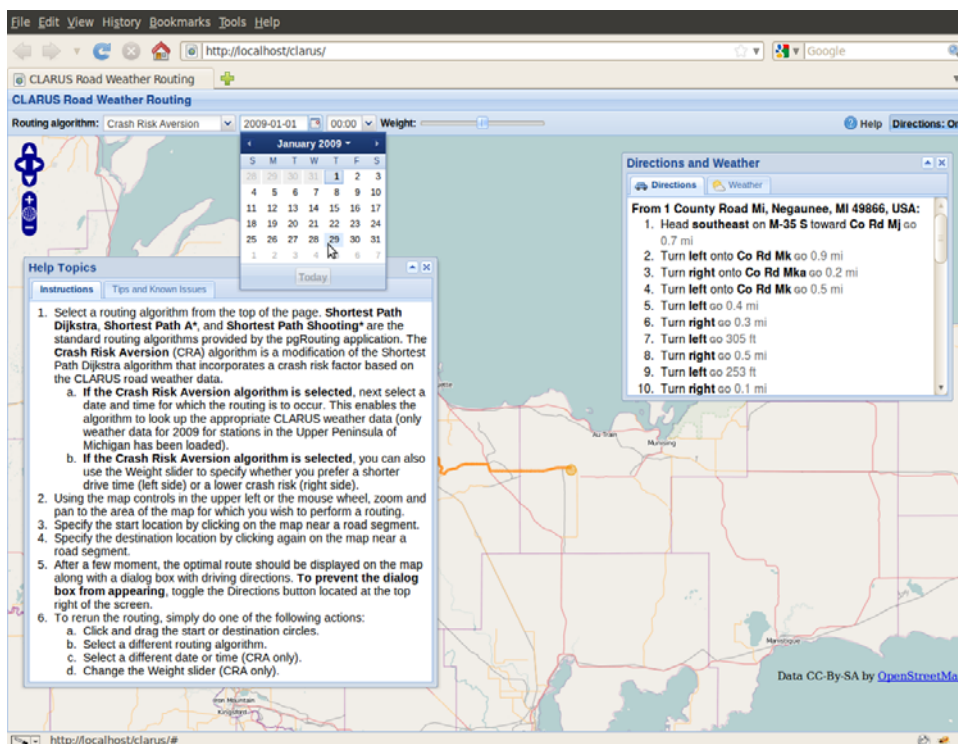 File Edit View History Bookmarks Tools Help
http://localhost/clarus/
Google
CLARUS Road Weather Routing
CLARUS Road Weather Routing
Routing algorithm: Crash Risk Aversion 2009-01-01 00:00 Weight:
Help Directions: On
January 2009
S M T W T F S
28 29 30 31 1 2 3
4 5 6 7 8 9 10
11 12 13 14 15 16 17
18 19 20 21 22 23 24
25 26 27 28 29 30 31
1 2 3 4 5 6 7
Today
Directions and Weather
Directions Weather
From 1 County Road Mi, Negaunee, MI 49866, USA:
1. Head southeast on M-35 S toward Co Rd Mj go
0.7 mi
2. Turn left onto Co Rd Mk go 0.9 mi
3. Turn right onto Co Rd Mka go 0.2 mi
4. Turn left onto Co Rd Mk go 0.5 mi
5. Turn left go 0.4 mi
6. Turn right go 0.3 mi
7. Turn left go 305 ft
8. Turn right go 0.5 mi
9. Turn left go 253 ft
10. Turn right go 0.1 mi
Help Topics
Instructions Tips and Known Issues
1. Select a routing algorithm from the top of the page. Shortest Path
Dijkstra, Shortest Path A*, and Shortest Path Shooting* are the
standard routing algorithms provided by the pgRouting application. The
Crash Risk Aversion (CRA) algorithm is a modification of the Shortest
Path Dijkstra algorithm that incorporates a crash risk factor based on
the CLARUS road weather data.
a. If the Crash Risk Aversion algorithm is selected, next select a
date and time for which the routing is to occur. This enables the
algorithm to look up the appropriate CLARUS weather data (only
weather data for 2009 for stations in the Upper Peninsula of
Michigan has been loaded).
b. If the Crash Risk Aversion algorithm is selected, you can also
use the Weight slider to specify whether you prefer a shorter
drive time (left side) or a lower crash risk (right side).
2. Using the map controls in the upper left or the mouse wheel, zoom and
pan to the area of the map for which you wish to perform a routing.
3. Specify the start location by clicking on the map near a road segment.
4. Specify the destination location by clicking again on the map near a
road segment.
5. After a few moment, the optimal route should be displayed on the map
along with a dialog box with driving directions. To prevent the dialog
box from appearing, toggle the Directions button located at the top
right of the screen.
6. To rerun the routing, simply do one of the following actions:
a. Click and drag the start or destination circles.
b. Select a different routing algorithm.
c. Select a different date or time (CRA only).
d. Change the Weight slider (CRA only).
Au Train
Munising
Manistique
Data CC-By-SA by OpenStreetMa
Iron Mountain
Kingsford
http://localhost/clarus/#